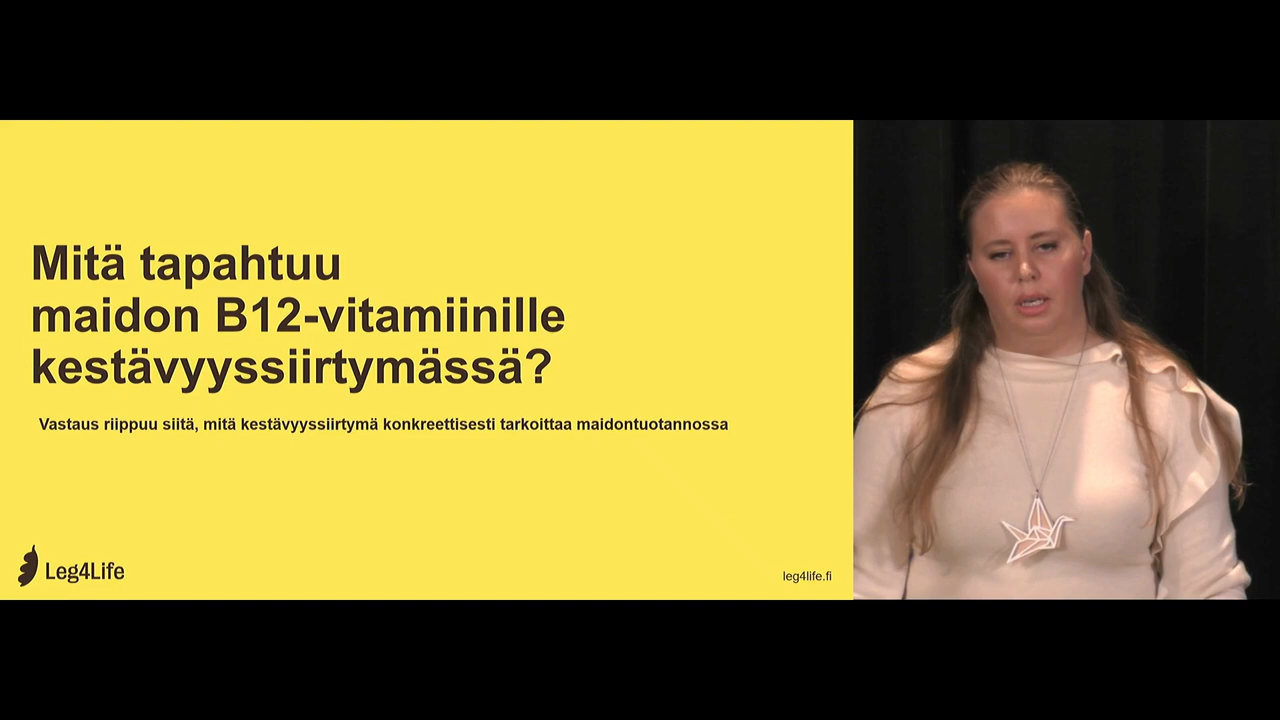 Mitä tapahtuu
maidon B12-vitamiinille
kestävyyssiirtymässä?
Vastaus riippuu siitä, mitä kestävyyssiirtymä konkreettisesti tarkoittaa maidontuotannossa
Leg4Life
leg4life.fi